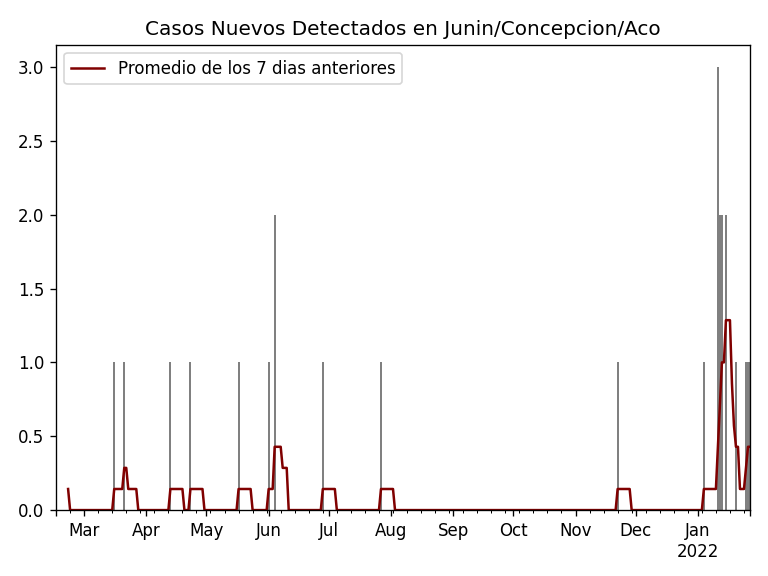 Casos Nuevos Detectados en Junin/Concepcion/Aco
Promedio de los 7 dias anteriores
3.0
2.5
2.0
1.5
1.0
0.5
0.0
Mar Apr May Jun Jul Aug Sep Oct Nov Dec Jan
2022